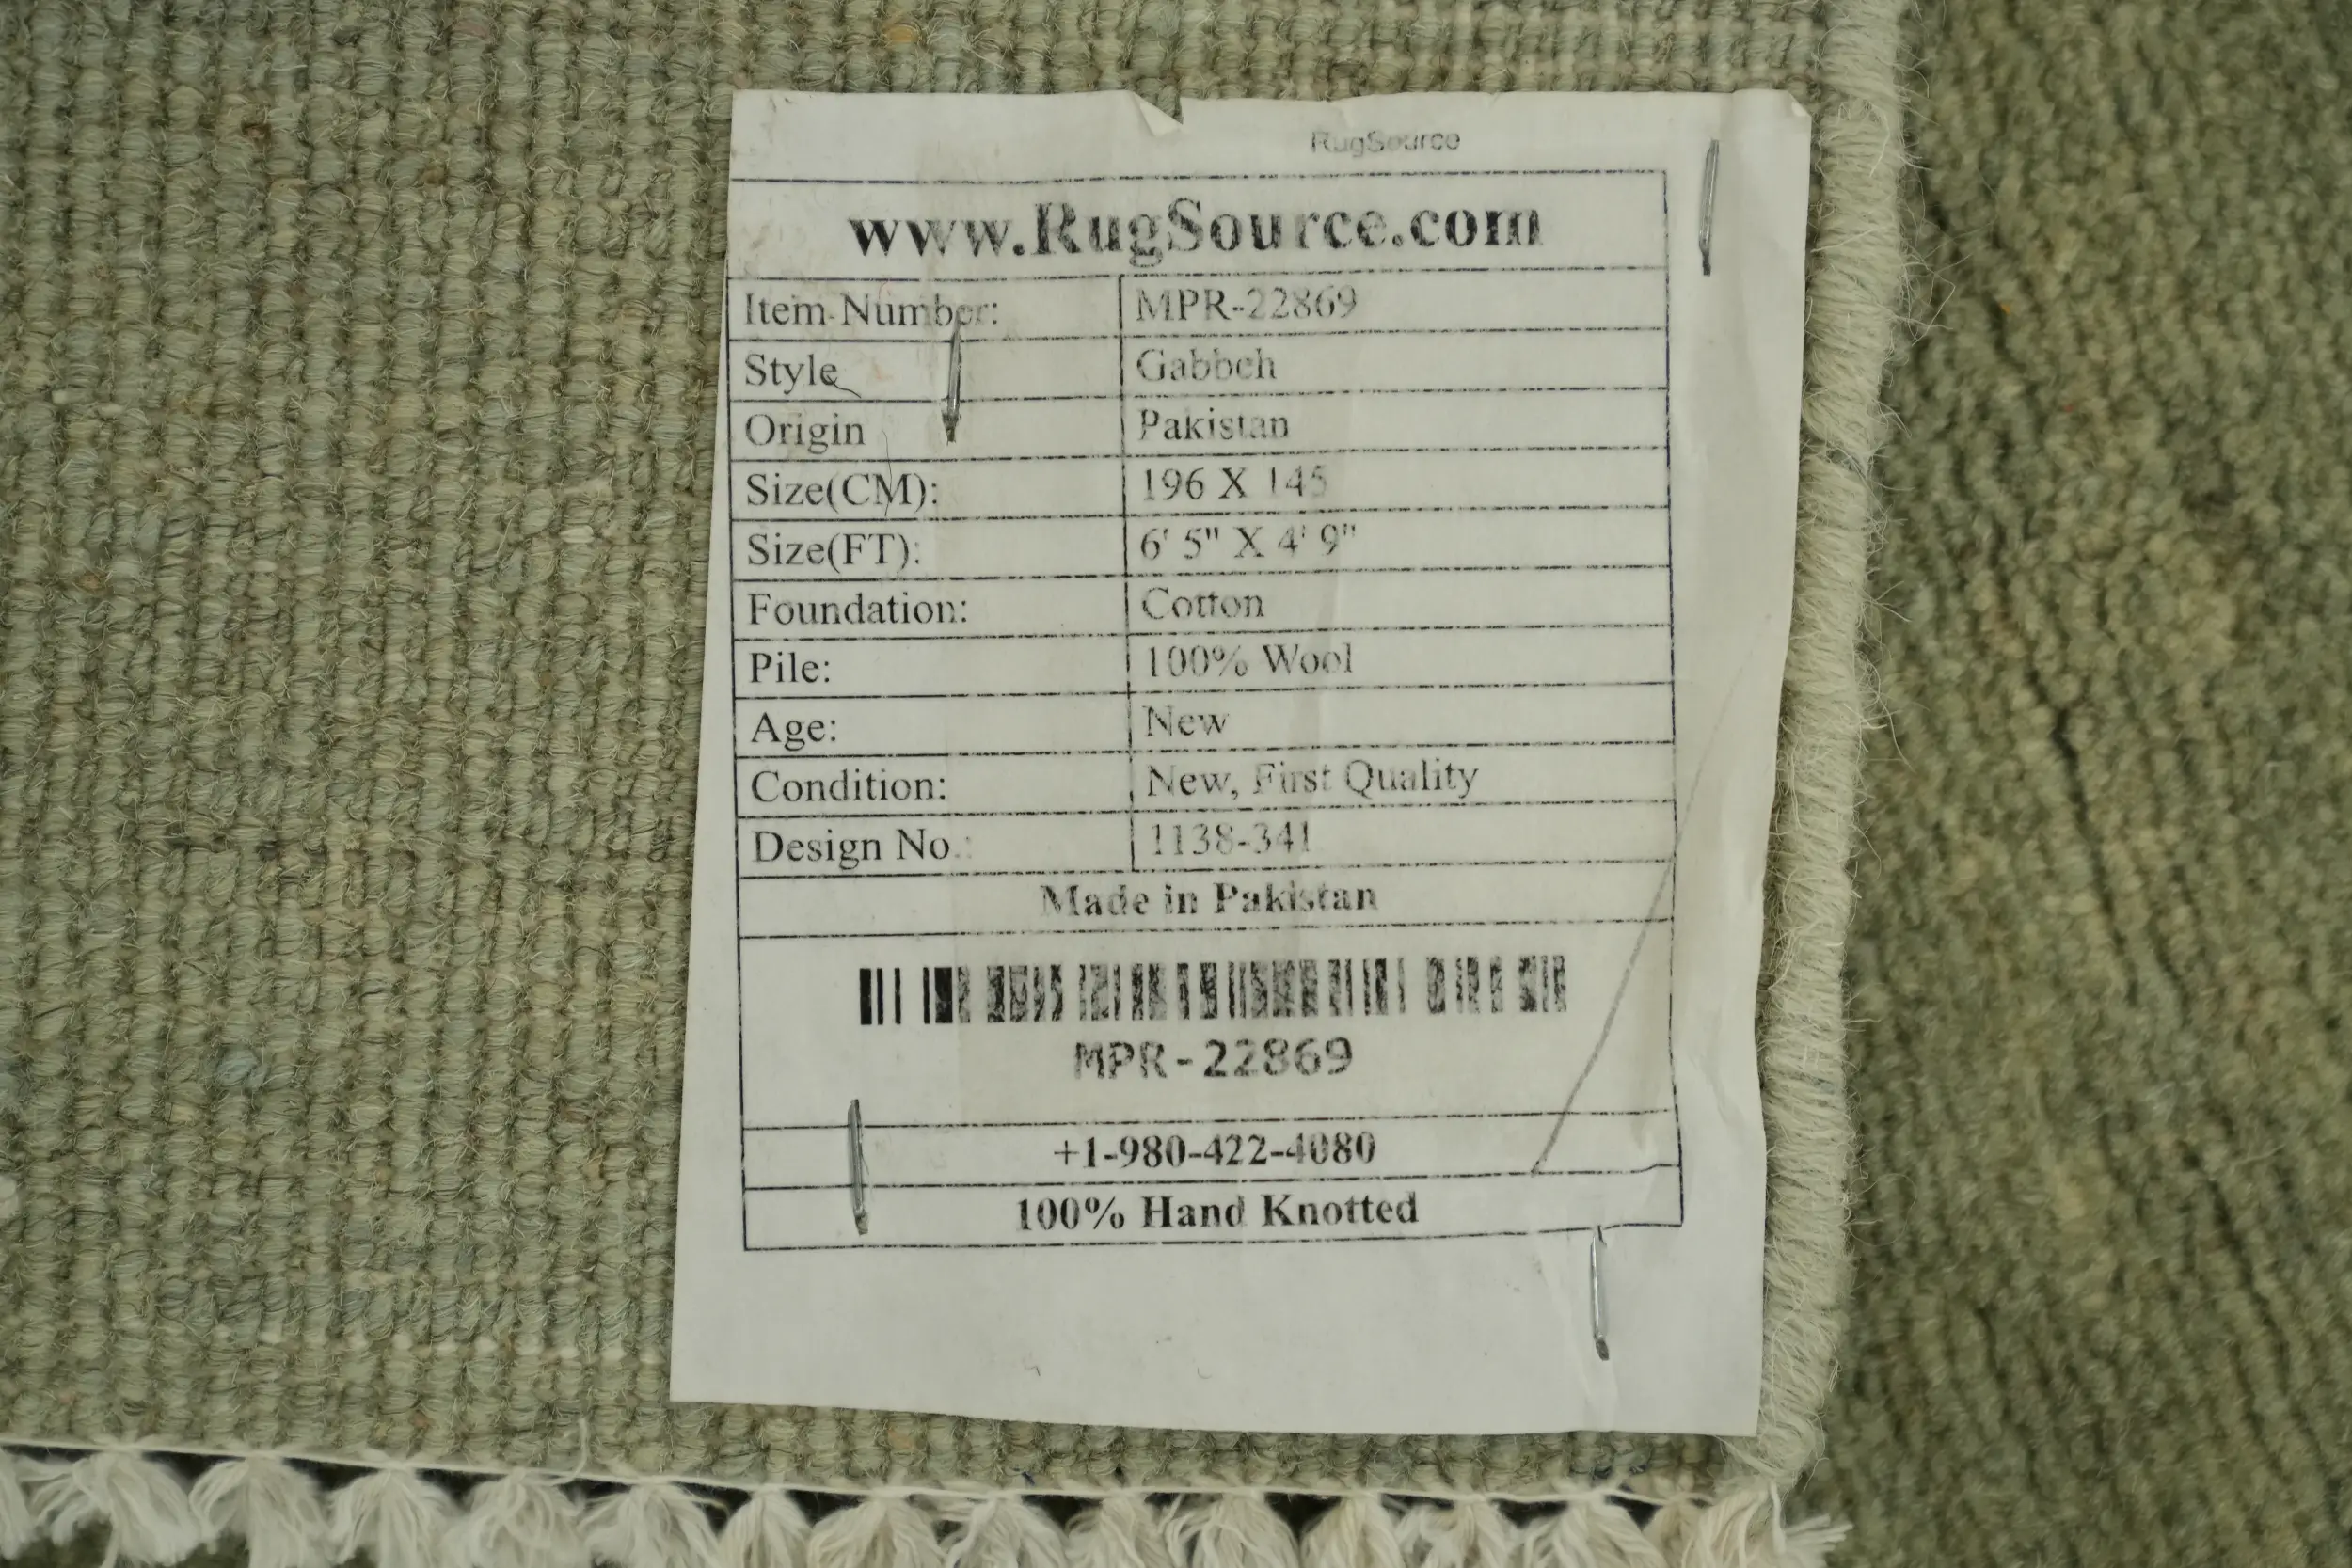 RugSource
www.RugSource.com
Item Number: MPR-22869
Style Gabbeh
Origin Pakistan
Size(CM): 196 X 145
Size(FT): 6' 5" X 4' 9"
Foundation: Cotton
Pile: 100% Wool
Age: New
Condition: New, First Quality
Design No.: 1138-341
Made in Pakistan
MPR-22869
+1-980-422-4080
100% Hand Knotted